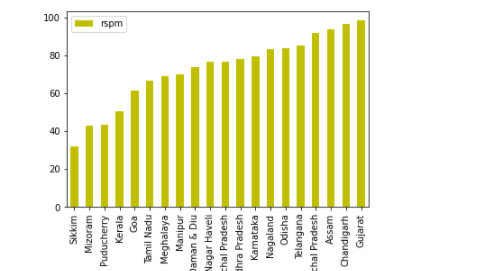 rspm
100
80
60
40
20
0
Sikkim
Mizoram
Puducherry
Kerala
Goa
Tamil Nadu
Meghalaya
Manipur
Daman & Diu
Nagar Haveli
chal Pradesh
dhra Pradesh
Karnataka
Nagaland
Odisha
Telangana
chal Pradesh
Assam
Chandigarh
Gujarat